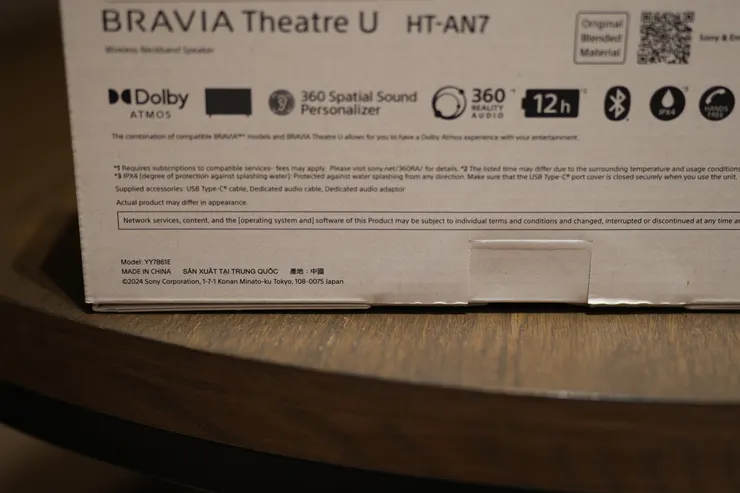 BRAVIA Theatre U HT-AN7
Wireless Neckband Speaker
Original
Blended
Material
Sony &
Dolby
ATMOS
360 Spatial Sound
Personalizer
360
REALITY
AUDIO
*1
12h
*2
IPX4
*3
HANDS
FREE
The combination of compatible BRAVIA™ models and BRAVIA Theatre U allows for you to have a Dolby Atmos experience with your entertainment.
*1 Requires subscriptions to compatible services- fees may apply. Please visit sony.net/360RA/ for details. *2 The listed time may differ due to the surrounding temperature and usage conditions
*3 IPX4 [degree of protection against splashing water]: Protected against water splashing from any direction. Make sure that the USB Type-C® port cover is closed securely when you use the unit.
Supplied accessories: USB Type-C® cable, Dedicated audio cable, Dedicated audio adaptor
Actual product may differ in appearance.
Network services, content, and the [operating system and] software of this Product may be subject to individual terms and conditions and changed, interrupted or discontinued at any time
Model: YY7861E
MADE IN CHINA SẢN XUẤT TẠI TRUNG QUỐC 產地：中國
©2024 Sony Corporation, 1-7-1 Konan Minato-ku Tokyo, 108-0075 Japan